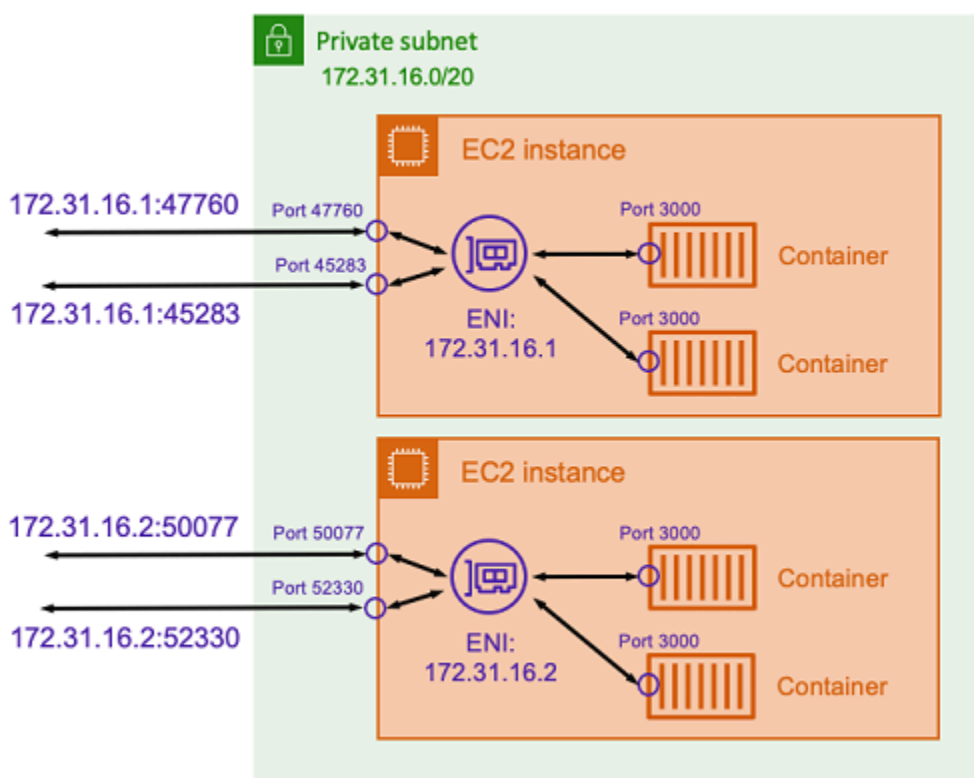 Private subnet
172.31.16.0/20
EC2 instance
172.31.16.1:47760
Port 47760
Port 3000
Container
Port 45283
172.31.16.1:45283
ENI:
172.31.16.1
Port 3000
Container
EC2 instance
172.31.16.2:50077
Port 50077
Port 3000
Container
Port 52330
172.31.16.2:52330
ENI:
172.31.16.2
Port 3000
Container